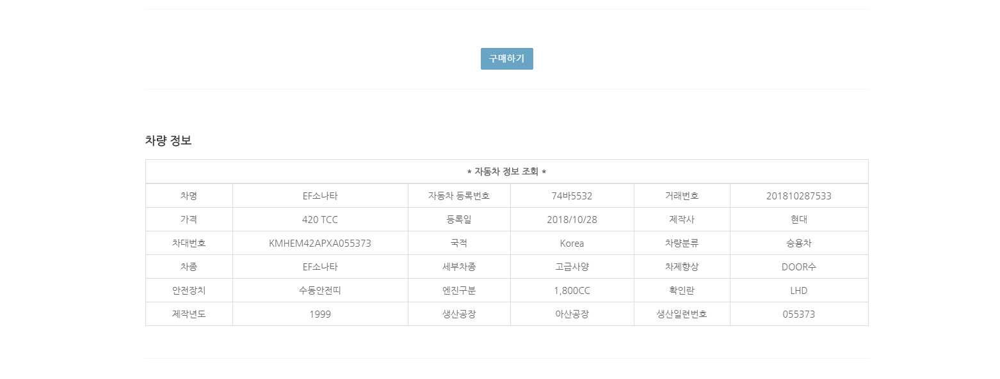 구매하기
차량 정보
* 자동차 정보 조회 *
차명 EF소나타 자동차 등록번호 74바5532 거래번호 201810287533
가격 420 TCC 등록일 2018/10/28 제작사 현대
차대번호 KMHEM42APXA055373 국적 Korea 차량분류 승용차
차종 EF소나타 세부차종 고급사양 차제향상 DOOR수
안전장치 수동안전띠 엔진구분 1,800CC 확인란 LHD
제작년도 1999 생산공장 아산공장 생산일련번호 055373